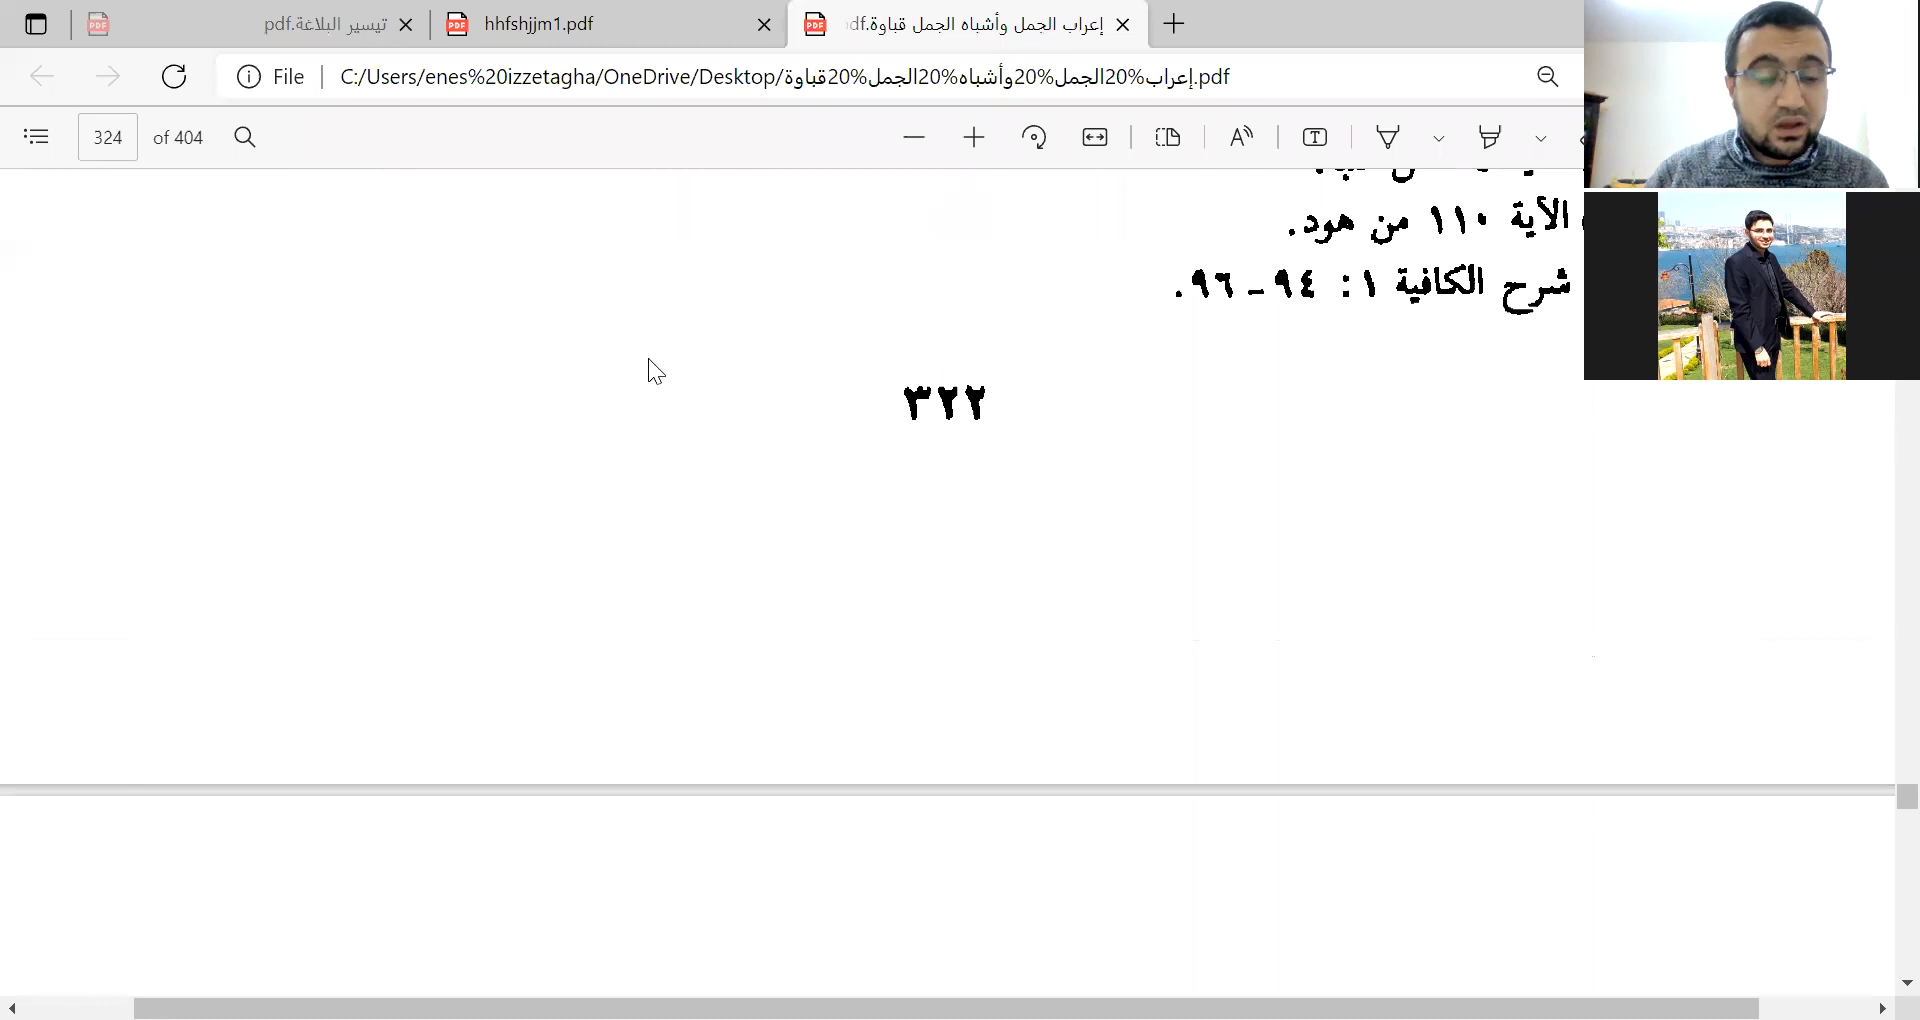 تيسير البلاغة.pdf
hhfshjjm1.pdf
إعراب الجمل وأشباه الجمل قباوة.pdf
File
C:/Users/enes%20izzetagha/OneDrive/Desktop/إعراب%20الجمل%20وأشباه%20الجمل%20قباوة.pdf
324 of 404
الآية ١١٠ من هود.
شرح الكافية ١: ٩٤ - ٩٦.
٣٢٢